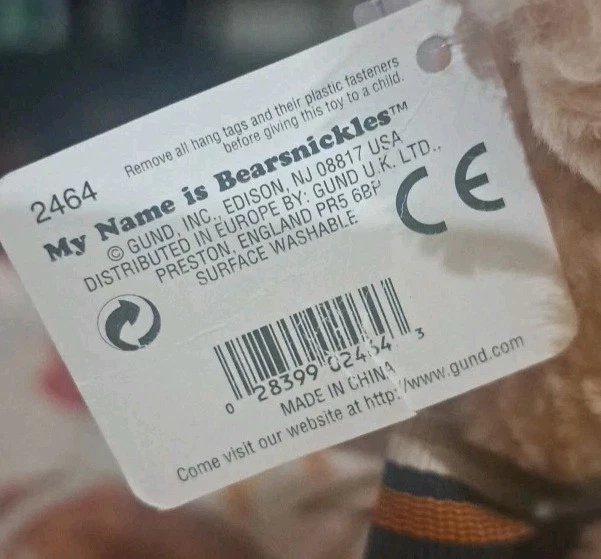 2464
Remove all hang tags and their plastic fasteners
before giving this toy to a child.
My Name is Bearsnickles™
© GUND, INC., EDISON, NJ 08817 USA
DISTRIBUTED IN EUROPE BY: GUND U.K. LTD.,
PRESTON, ENGLAND PR5 6BP
SURFACE WASHABLE
CE
0 28399 02464 3
MADE IN CHINA
Come visit our website at http://www.gund.com